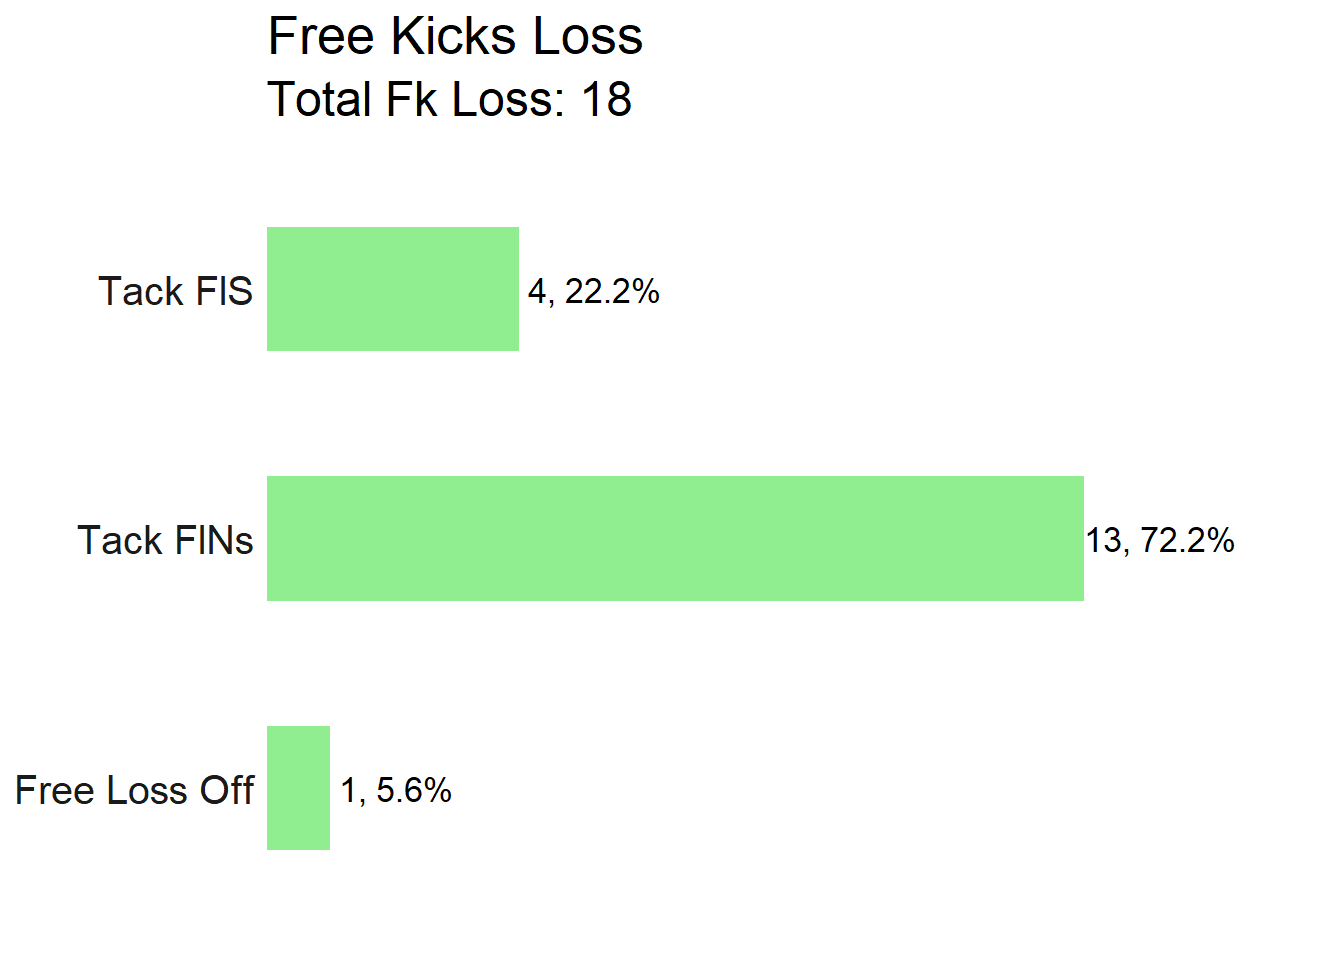 Free Kicks Loss
Total Fk Loss: 18
Tack FIS
4, 22.2%
Tack FINs
13, 72.2%
Free Loss Off
1, 5.6%